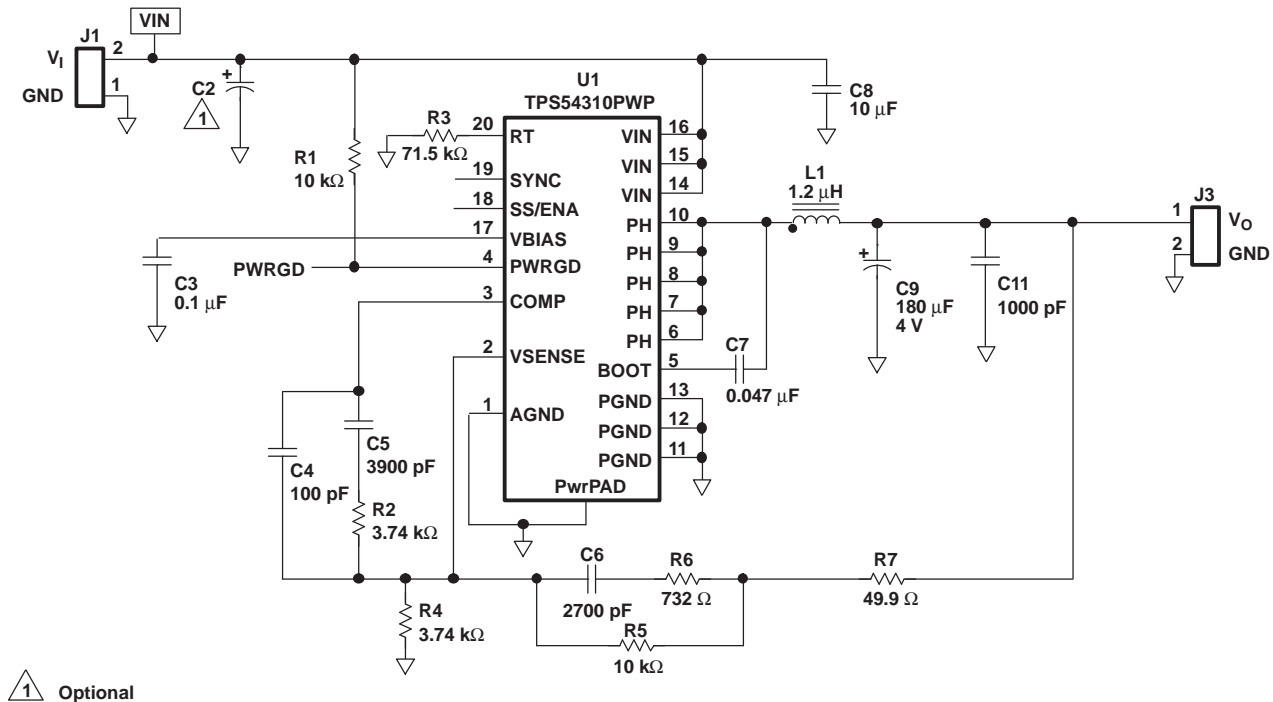 VIN
J1
V_I
2
1
GND
C2
+
1
R1
10 kΩ
U1
TPS54310PWP
R3
71.5 kΩ
20
RT
19
SYNC
18
SS/ENA
17
VBIAS
4
PWRGD
3
COMP
2
VSENSE
1
AGND
PwrPAD
VIN
16
VIN
15
VIN
14
PH
10
PH
9
PH
8
PH
7
PH
6
BOOT
5
PGND
13
PGND
12
PGND
11
C8
10 µF
L1
1.2 µH
J3
1
V_O
2
GND
+
C9
180 µF
4 V
C11
1000 pF
C7
0.047 µF
C3
0.1 µF
PWRGD
C4
100 pF
C5
3900 pF
R2
3.74 kΩ
R4
3.74 kΩ
C6
2700 pF
R6
732 Ω
R5
10 kΩ
R7
49.9 Ω
1 Optional